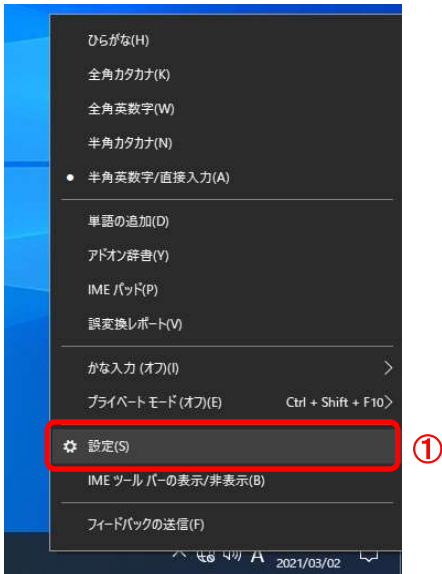 ひらがな(H)
全角カタカナ(K)
全角英数字(W)
半角カタカナ(N)
● 半角英数字/直接入力(A)
単語の追加(D)
アドオン辞書(Y)
IME パッド(P)
誤変換レポート(V)
かな入力 (オフ)(I) >
プライベート モード (オフ)(E) Ctrl + Shift + F10 >
設定(S) ①
IME ツール バーの表示/非表示(B)
フィードバックの送信(F)
A 2021/03/02